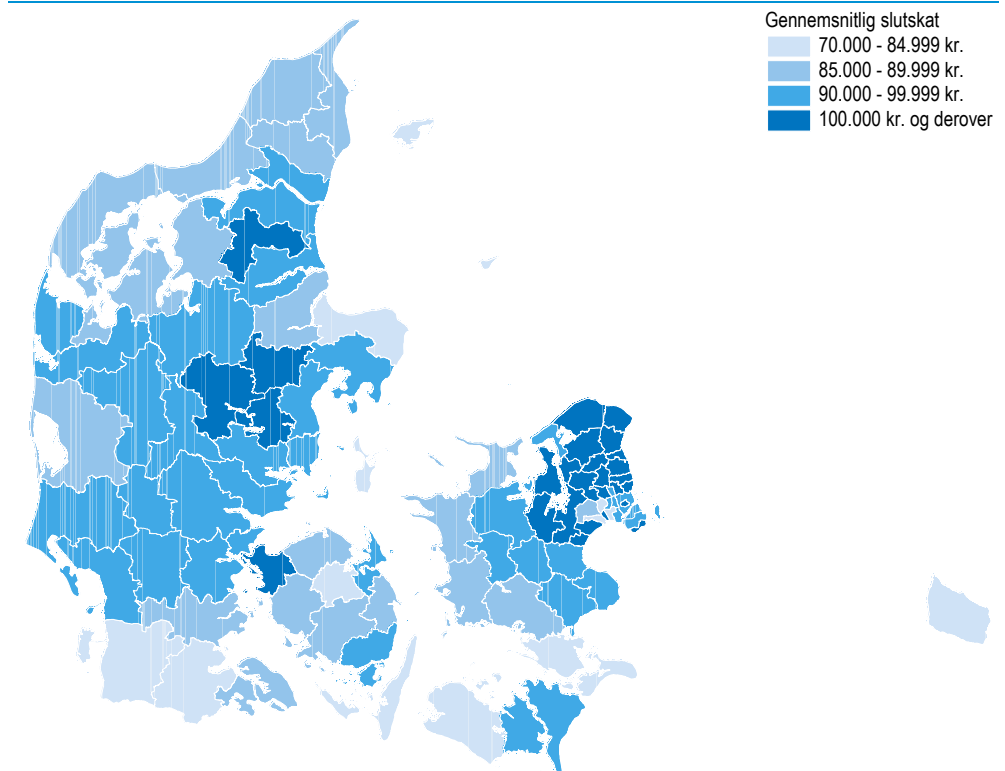 Gennemsnitlig slutskat
70.000 - 84.999 kr.
85.000 - 89.999 kr.
90.000 - 99.999 kr.
100.000 kr. og derover